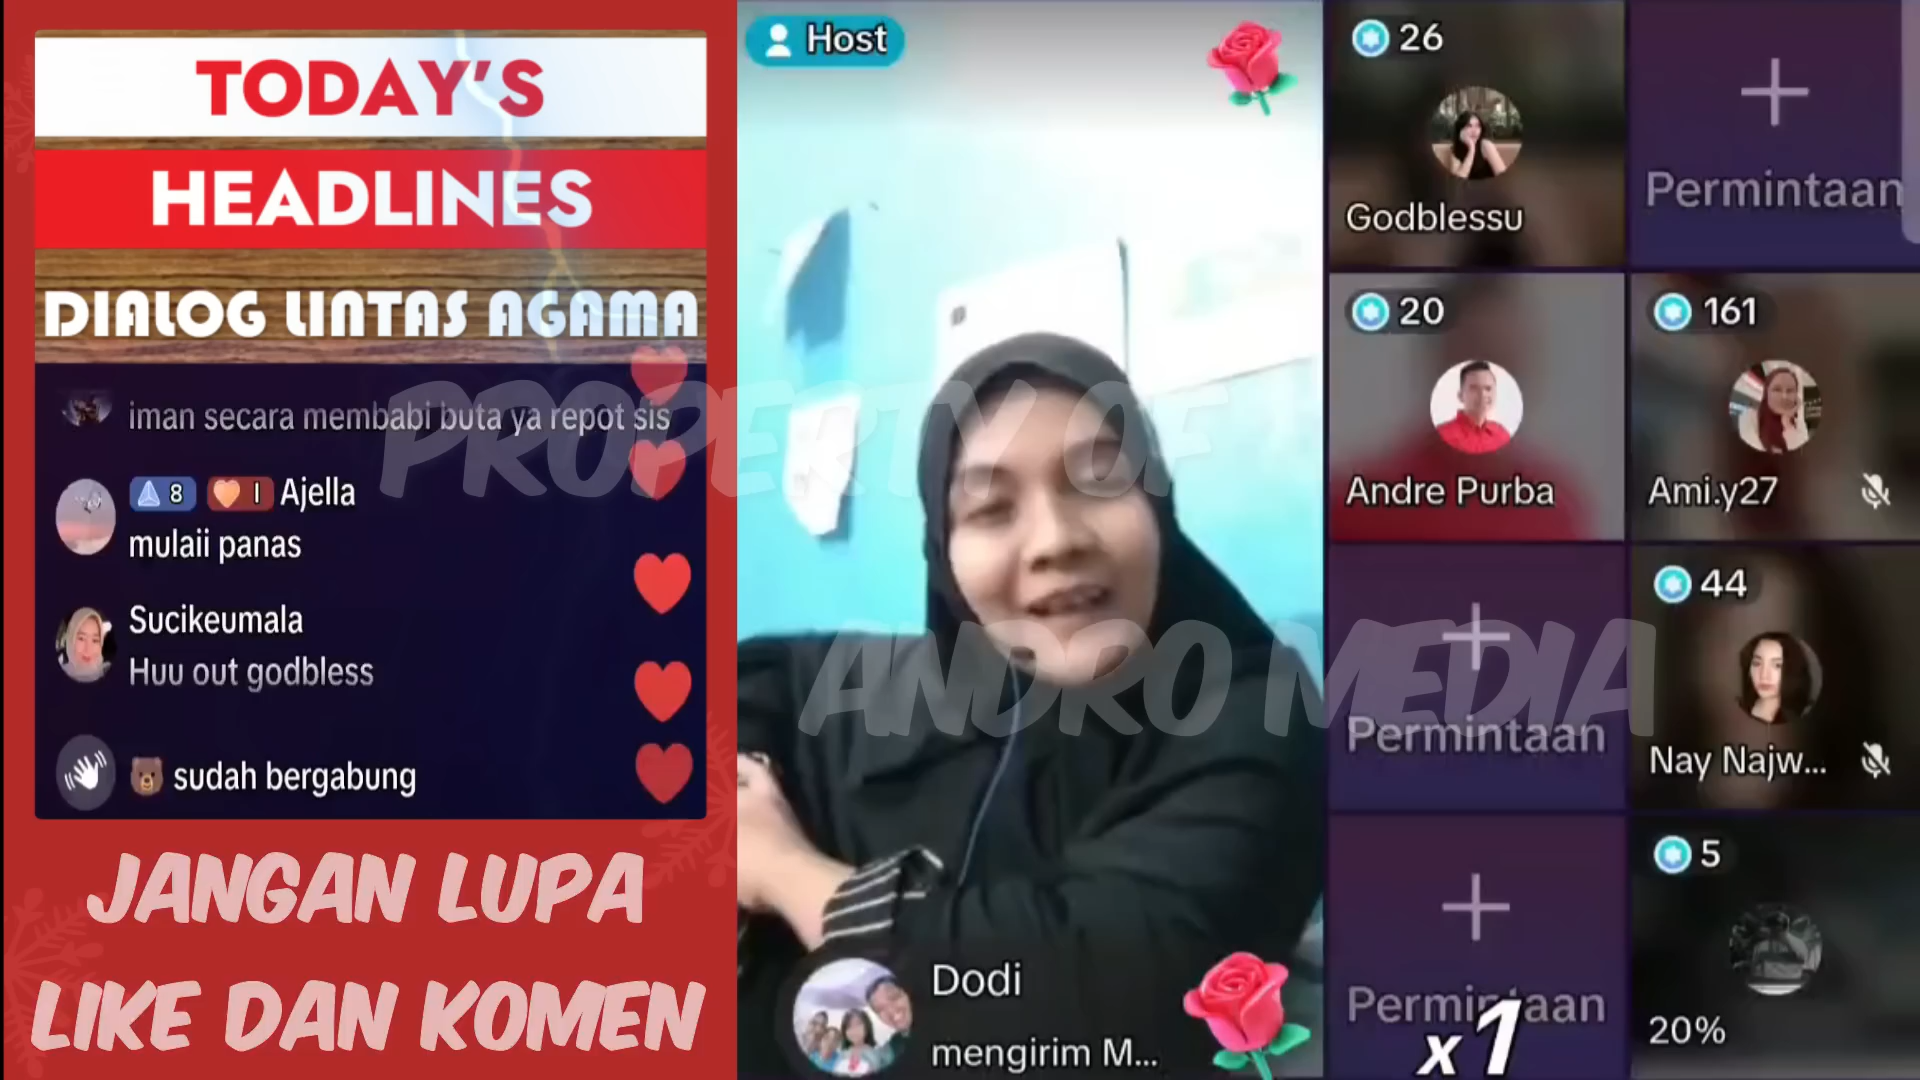 TODAY'S
HEADLINES
DIALOG LINTAS AGAMA
iman secara membabi buta ya repot sis
8 I Ajella
mulaii panas
Sucikeumala
Huu out godbless
sudah bergabung
JANGAN LUPA
LIKE DAN KOMEN
PROPERTY OF
ANDRO MEDIA
Host
Dodi
mengirim M...
26
Godblessu
Permintaan
20
Andre Purba
161
Ami.y27
Permintaan
44
Nay Najw...
Permintaan
x1
5
20%